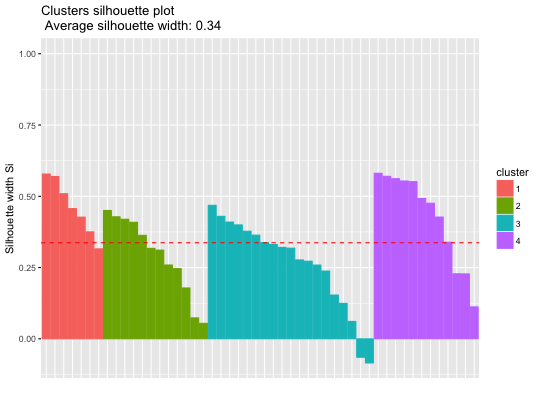 Clusters silhouette plot
Average silhouette width: 0.34
1.00
0.75
0.50
0.25
0.00
Silhouette width Si
cluster
1
2
3
4